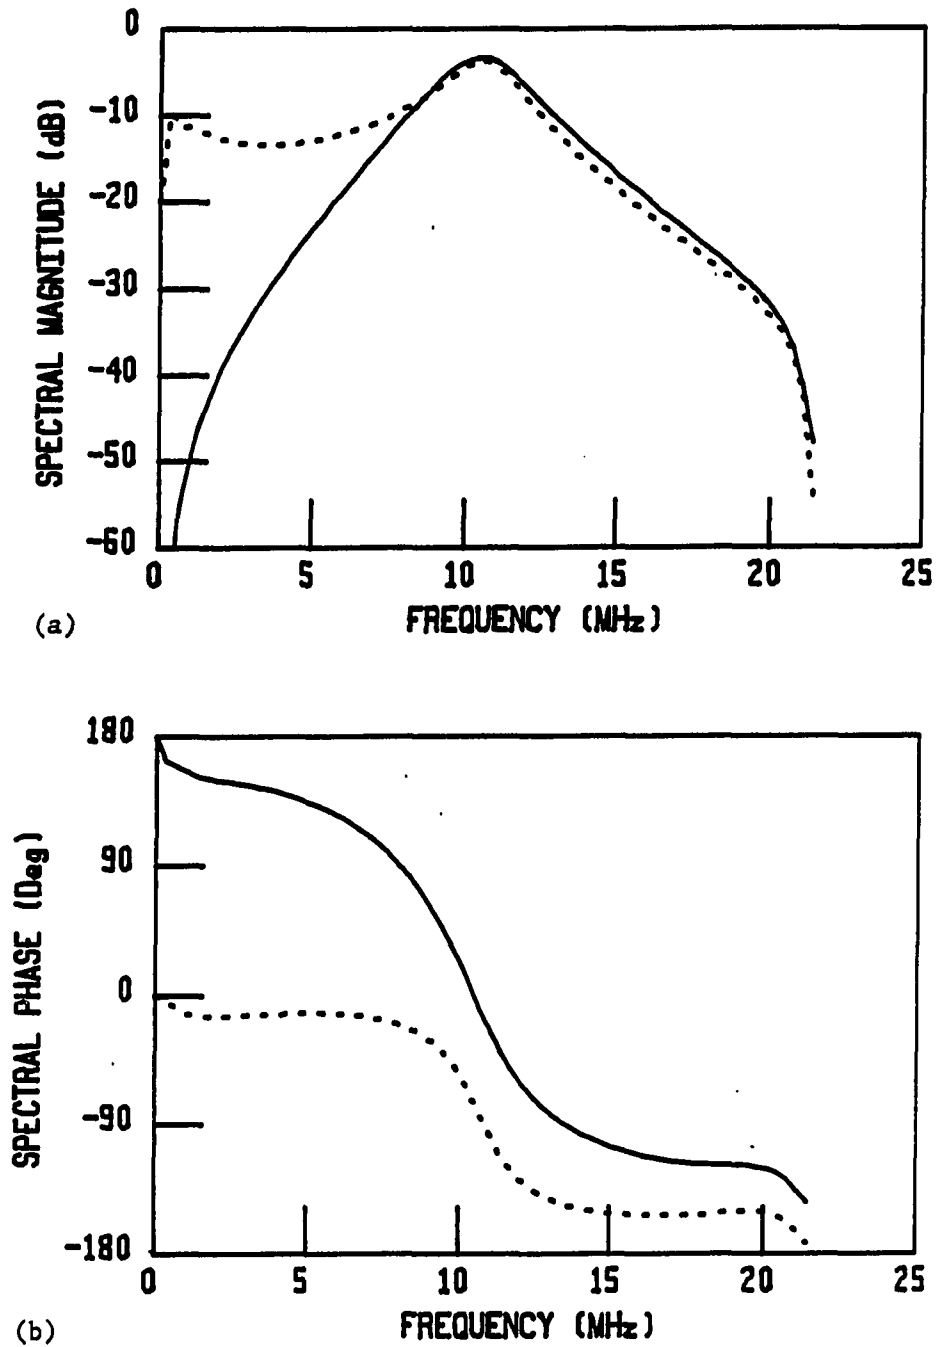 0
-10
-20
-30
-40
-50
-60
SPECTRAL MAGNITUDE (dB)
0 5 10 15 20 25
FREQUENCY (MHz)
(a)
180
90
0
-90
-180
SPECTRAL PHASE (Deg)
0 5 10 15 20 25
FREQUENCY (MHz)
(b)